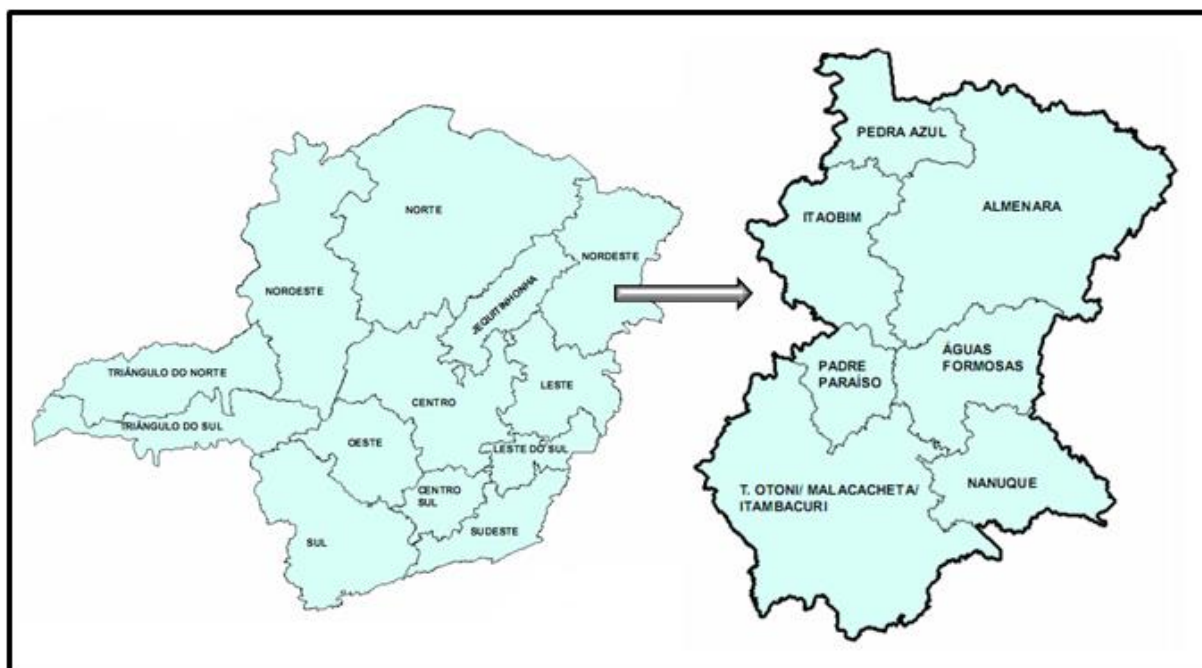 NORTE
NORDESTE
NOROESTE
JEQUITINHONHA
TRIÂNGULO DO NORTE
TRIÂNGULO DO SUL
CENTRO
LESTE
OESTE
LESTE DO SUL
CENTRO
SUL
SUDESTE
SUL
PEDRA AZUL
ITAOBIM
ALMENARA
PADRE
PARAÍSO
ÁGUAS
FORMOSAS
T. OTONI/ MALACACHETA/
ITAMBACURI
NANUQUE